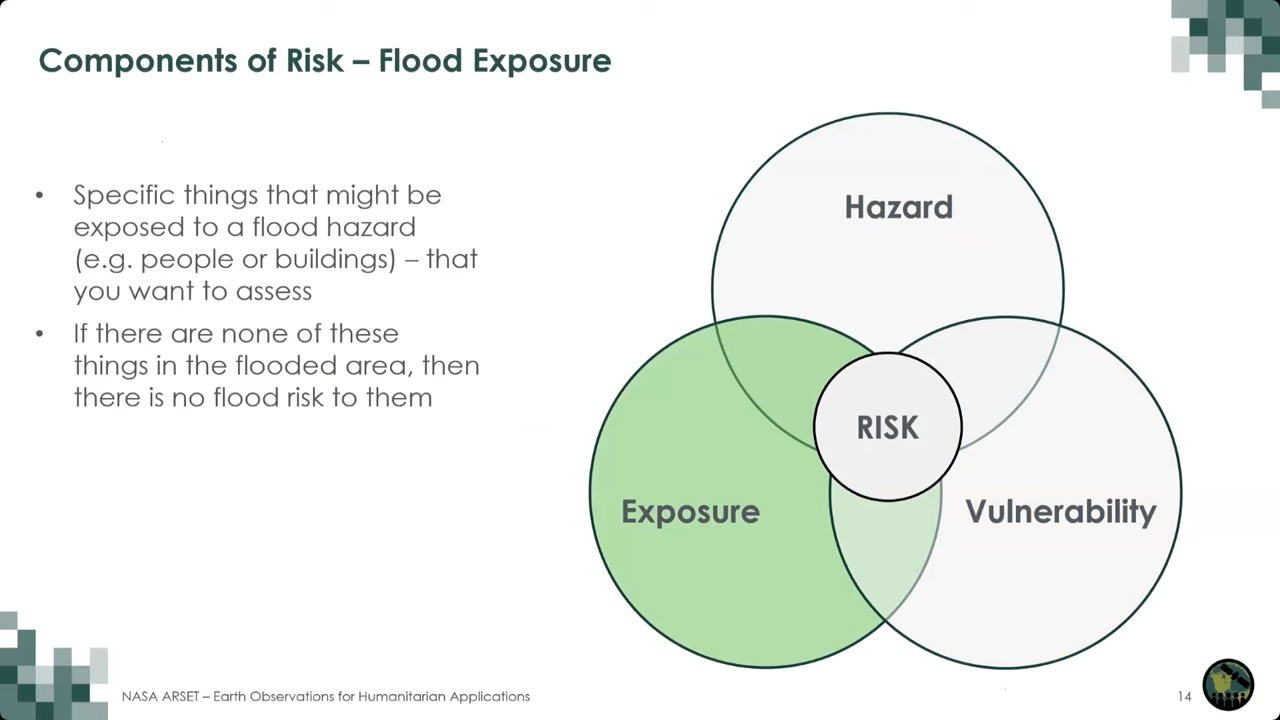 Components of Risk – Flood Exposure
• Specific things that might be
exposed to a flood hazard
(e.g. people or buildings) – that
you want to assess
• If there are none of these
things in the flooded area, then
there is no flood risk to them
Hazard
RISK
Exposure
Vulnerability
NASA ARSET – Earth Observations for Humanitarian Applications
14